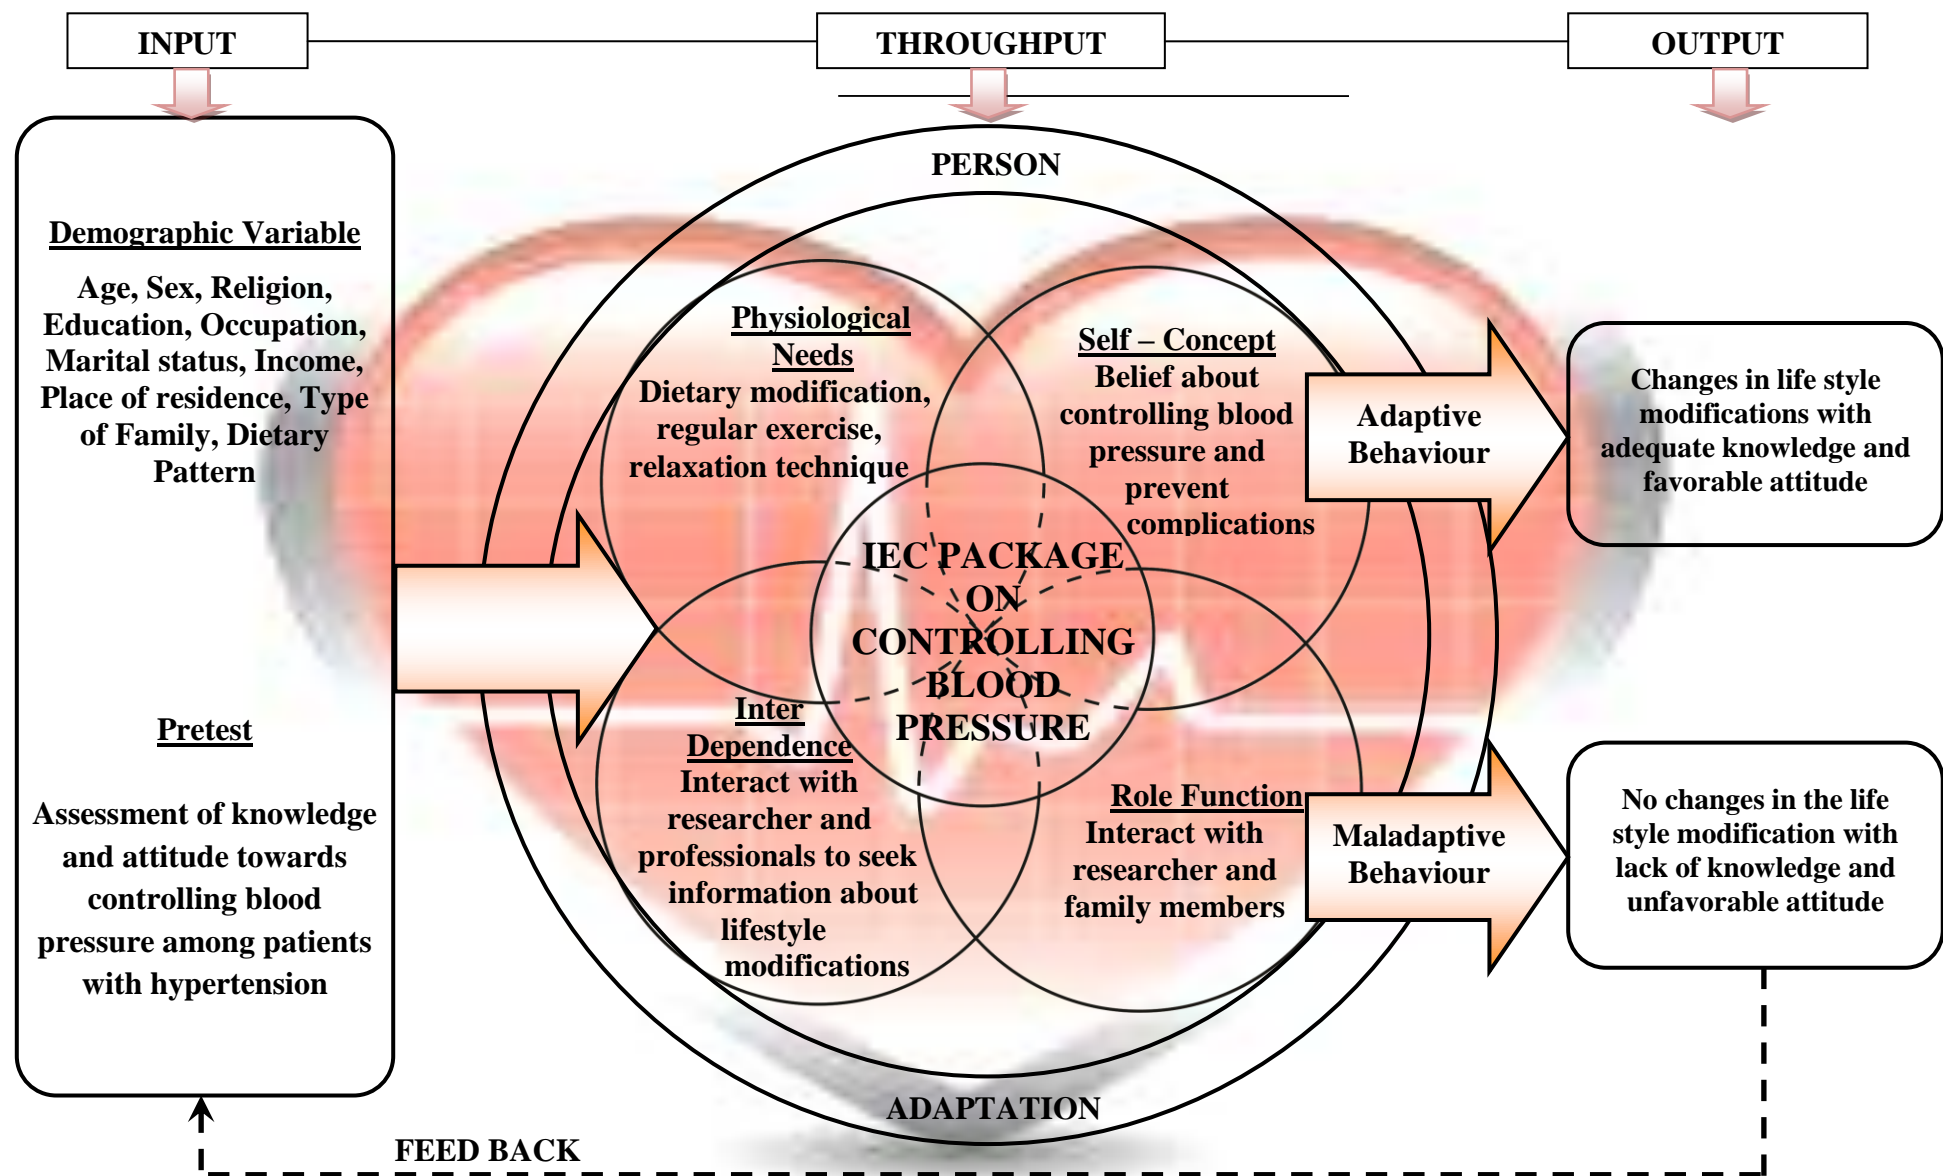 INPUT
THROUGHPUT
OUTPUT
Demographic Variable
Age, Sex, Religion,
Education, Occupation,
Marital status, Income,
Place of residence, Type
of Family, Dietary
Pattern
Pretest
Assessment of knowledge
and attitude towards
controlling blood
pressure among patients
with hypertension
PERSON
Physiological
Needs
Dietary modification,
regular exercise,
relaxation technique
Self – Concept
Belief about
controlling blood
pressure and
prevent
complications
IEC PACKAGE
ON
CONTROLLING
BLOOD
PRESSURE
Inter
Dependence
Interact with
researcher and
professionals to seek
information about
lifestyle
modifications
Role Function
Interact with
researcher and
family members
ADAPTATION
Adaptive
Behaviour
Maladaptive
Behaviour
Changes in life style
modifications with
adequate knowledge and
favorable attitude
No changes in the life
style modification with
lack of knowledge and
unfavorable attitude
FEED BACK